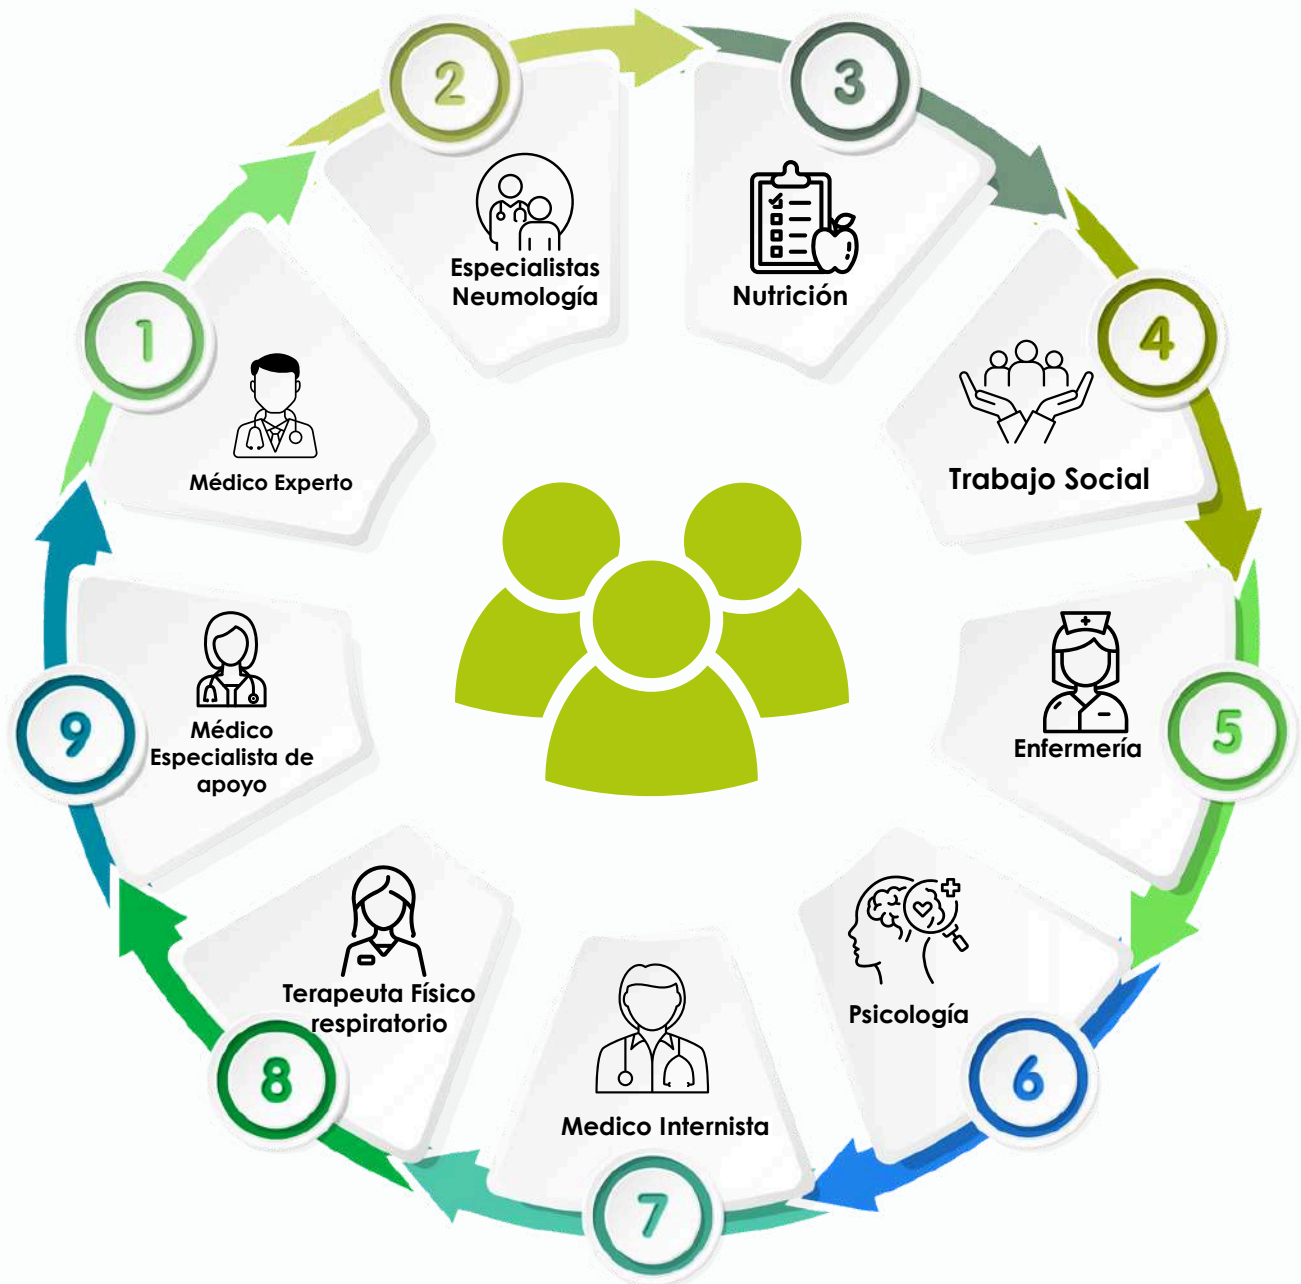 1
Médico Experto
2
Especialistas
Neumología
3
Nutrición
4
Trabajo Social
5
Enfermería
6
Psicología
7
Medico Internista
8
Terapeuta Físico
respiratorio
9
Médico
Especialista de
apoyo